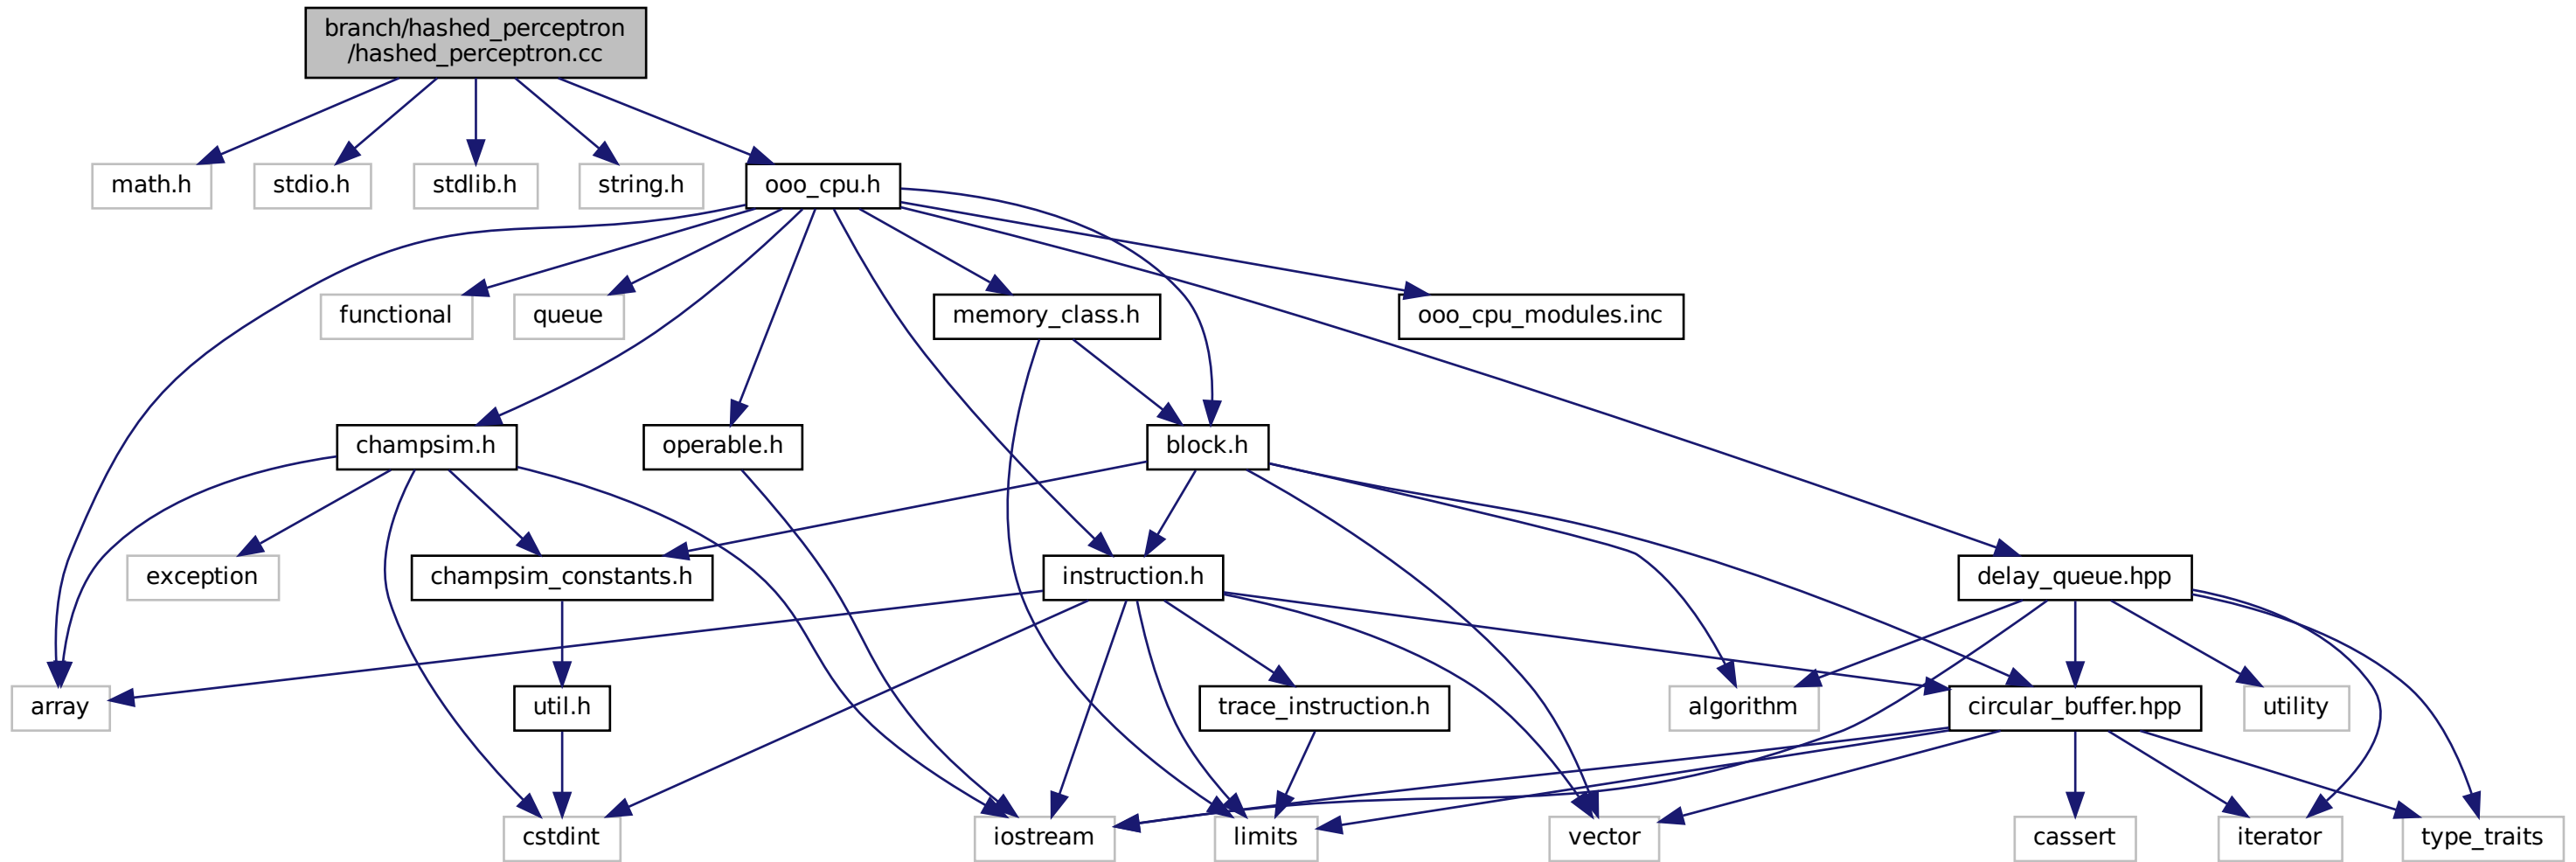 branch/hashed_perceptron
/hashed_perceptron.cc
math.h
stdio.h
stdlib.h
string.h
ooo_cpu.h
functional
queue
memory_class.h
ooo_cpu_modules.inc
champsim.h
operable.h
block.h
exception
champsim_constants.h
instruction.h
delay_queue.hpp
array
util.h
trace_instruction.h
algorithm
circular_buffer.hpp
utility
cstdint
iostream
limits
vector
cassert
iterator
type_traits